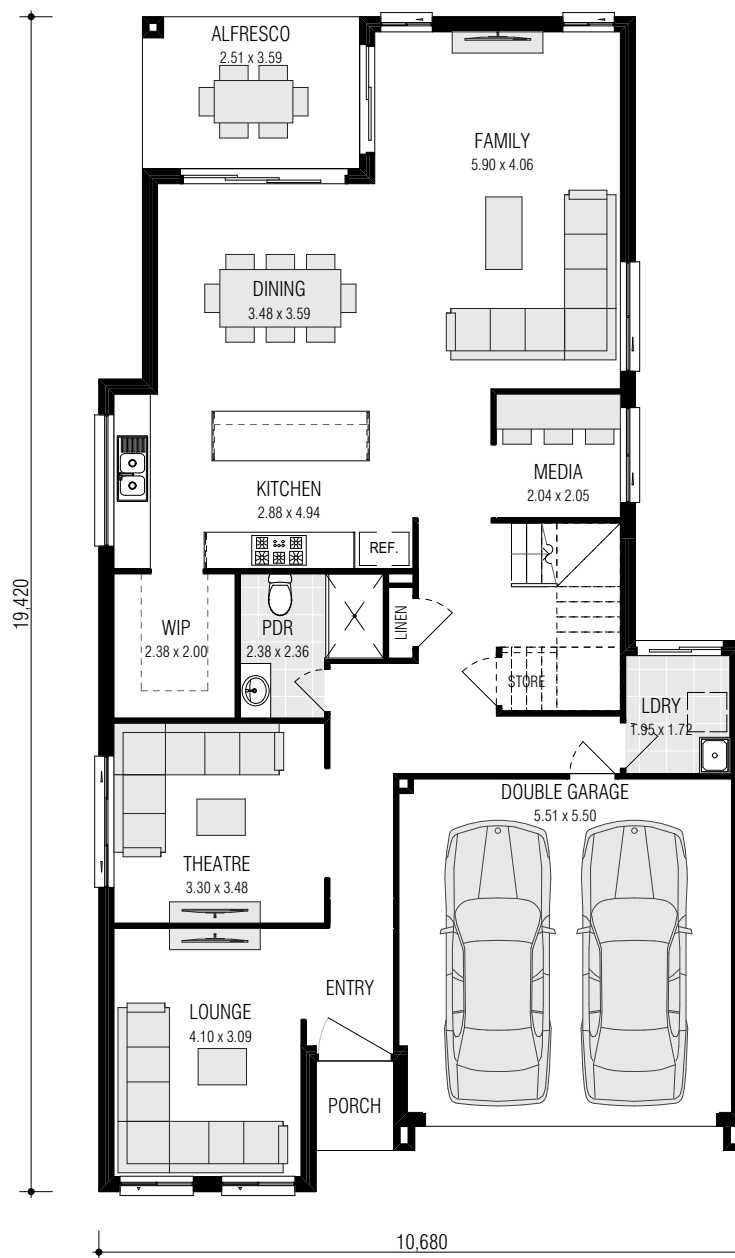 ALFRESCO
2.51 x 3.59
FAMILY
5.90 x 4.06
DINING
3.48 x 3.59
MEDIA
2.04 x 2.05
KITCHEN
2.88 x 4.94
REF.
19,420
WIP
2.38 x 2.00
PDR
2.38 x 2.36
LINEN
STORE
LDRY
1.95 x 1.72
DOUBLE GARAGE
5.51 x 5.50
THEATRE
3.30 x 3.48
ENTRY
LOUNGE
4.10 x 3.09
PORCH
10,680